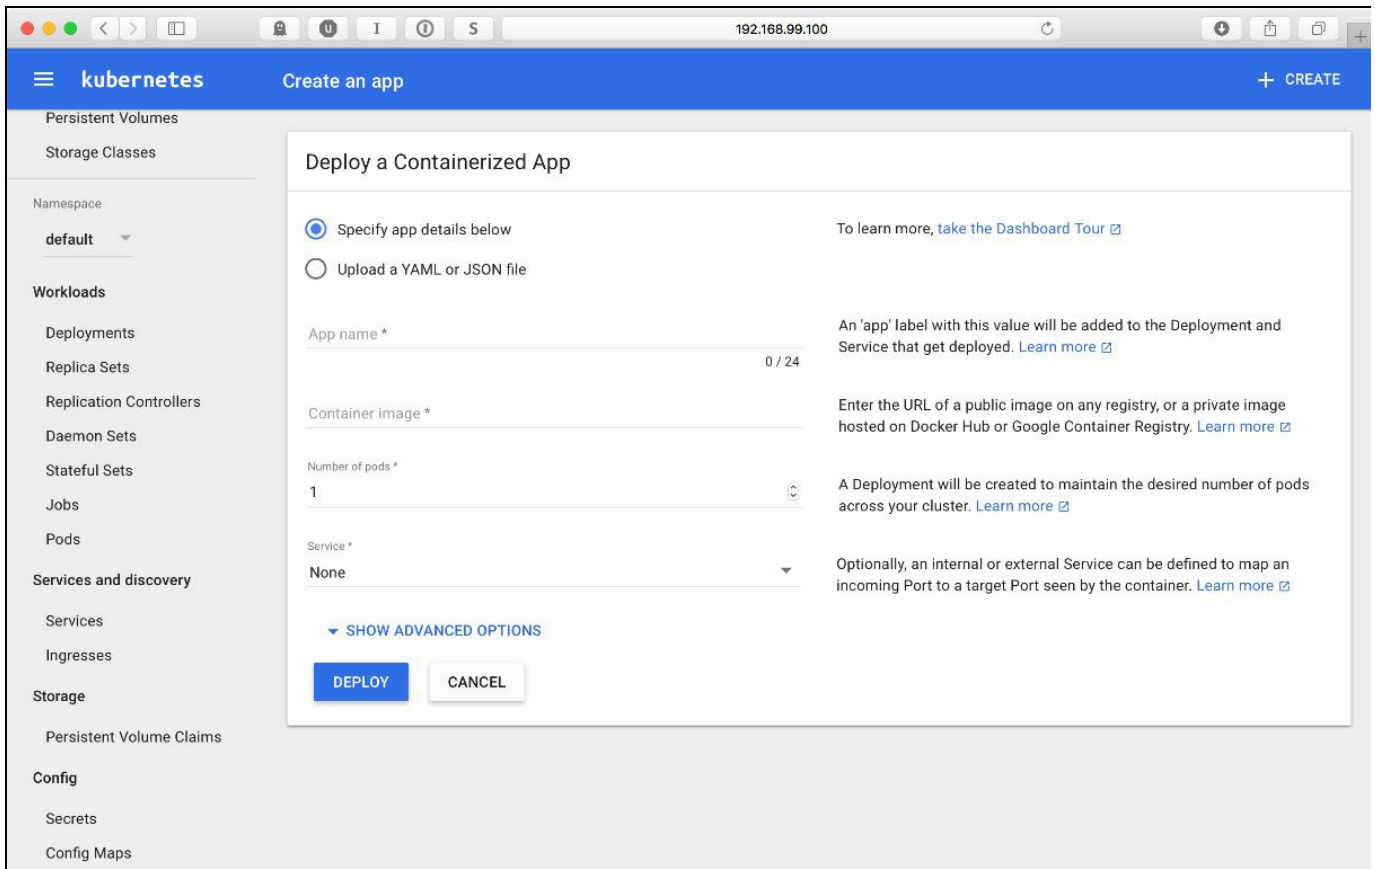 192.168.99.100
kubernetes
Create an app
+ CREATE
Persistent Volumes
Storage Classes
Namespace
default
Workloads
Deployments
Replica Sets
Replication Controllers
Daemon Sets
Stateful Sets
Jobs
Pods
Services and discovery
Services
Ingresses
Storage
Persistent Volume Claims
Config
Secrets
Config Maps
Deploy a Containerized App
Specify app details below
To learn more, take the Dashboard Tour
Upload a YAML or JSON file
App name *
0 / 24
An 'app' label with this value will be added to the Deployment and
Service that get deployed. Learn more
Container image *
Enter the URL of a public image on any registry, or a private image
hosted on Docker Hub or Google Container Registry. Learn more
Number of pods *
1
A Deployment will be created to maintain the desired number of pods
across your cluster. Learn more
Service *
None
Optionally, an internal or external Service can be defined to map an
incoming Port to a target Port seen by the container. Learn more
SHOW ADVANCED OPTIONS
DEPLOY
CANCEL